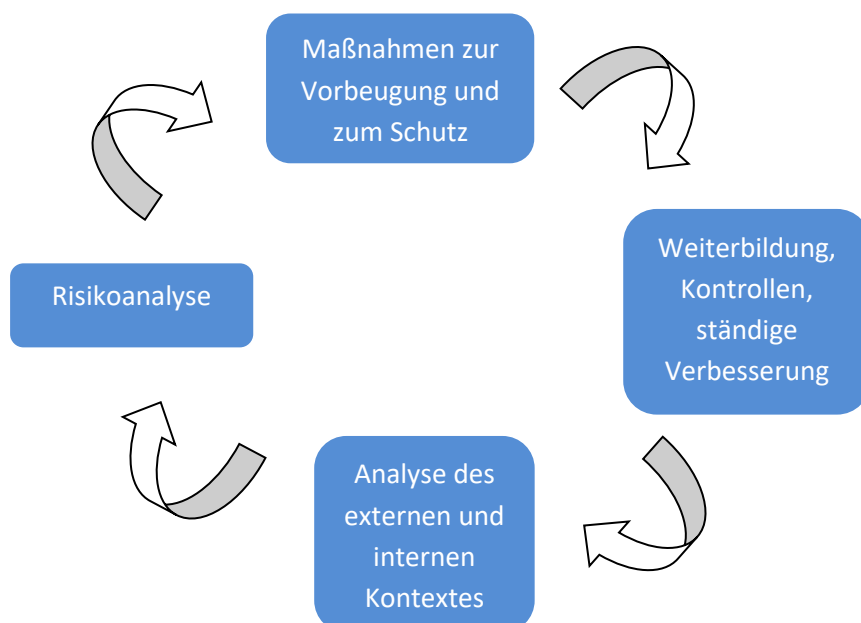 Maßnahmen zur
Vorbeugung und
zum Schutz
Weiterbildung,
Kontrollen,
ständige
Verbesserung
Analyse des
externen und
internen
Kontextes
Risikoanalyse